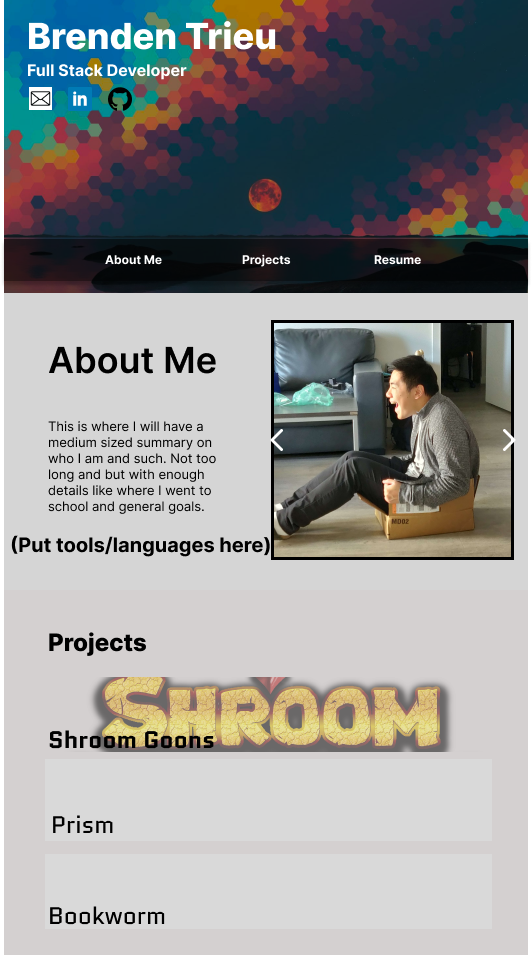 Brenden Trieu
Full Stack Developer
in
About Me
Projects
Resume
About Me
This is where I will have a
medium sized summary on
who I am and such. Not too
long and but with enough
details like where I went to
school and general goals.
(Put tools/languages here)
MO02
Projects
SHROOM
Shroom Goons
Prism
Bookworm